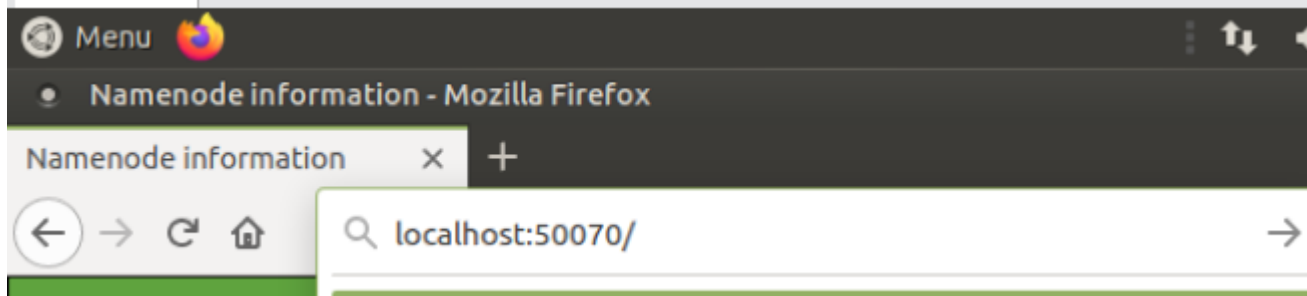 Menu
Namenode information - Mozilla Firefox
Namenode information
localhost:50070/